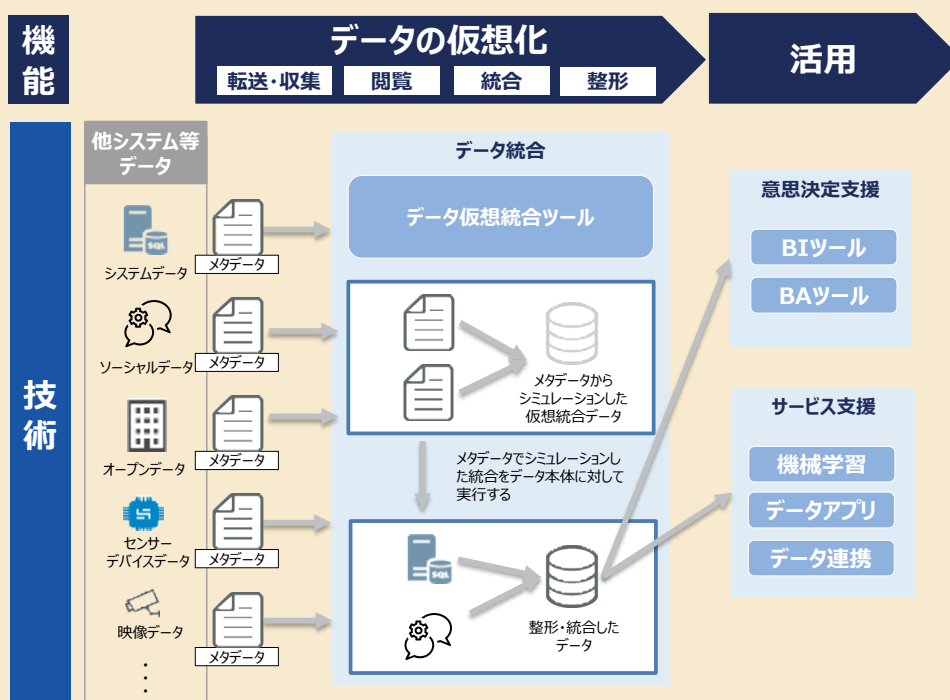 機
能
データの仮想化
転送・収集
閲覧
統合
整形
活用
技
術
他システム等
データ
システムデータ
ソーシャルデータ
オープンデータ
センサー
デバイスデータ
映像データ
・
・
・
メタデータ
メタデータ
メタデータ
メタデータ
メタデータ
データ統合
データ仮想統合ツール
メタデータから
シミュレーションした
仮想統合データ
メタデータでシミュレーションし
た統合をデータ本体に対して
実行する
整形・統合した
データ
意思決定支援
BIツール
BAツール
サービス支援
機械学習
データアプリ
データ連携
SQL
SQL